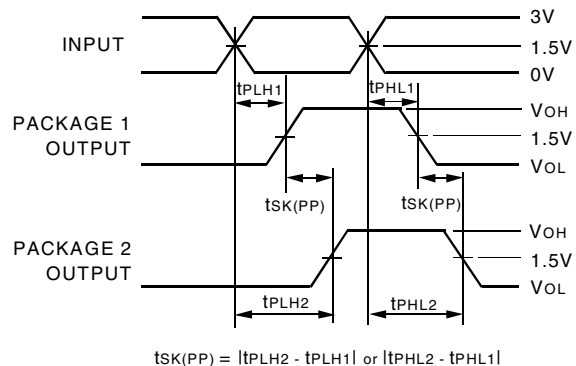 3V
INPUT
1.5V
0V
tPLH1
tPHL1
VOH
PACKAGE 1
OUTPUT
1.5V
VOL
tSK(PP)
tSK(PP)
VOH
PACKAGE 2
OUTPUT
1.5V
VOL
tPLH2
tPHL2
tSK(PP) = |tPLH2 - tPLH1| or |tPHL2 - tPHL1|